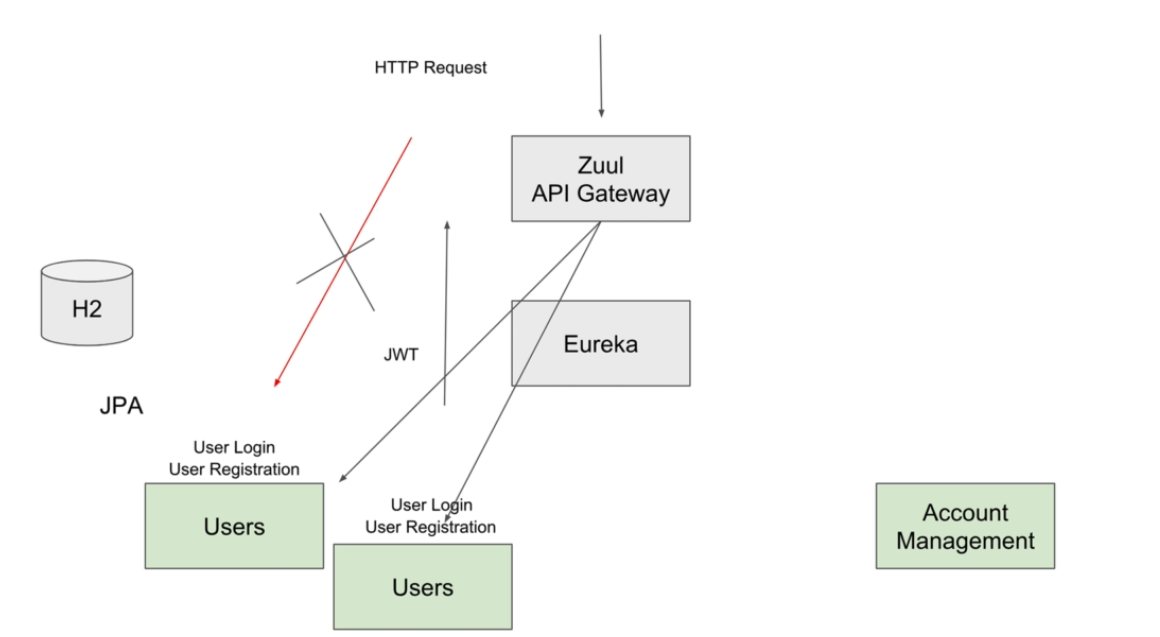 HTTP Request
Zuul
API Gateway
H2
Eureka
JWT
JPA
User Login
User Registration
Users
User Login
User Registration
Users
Account
Management